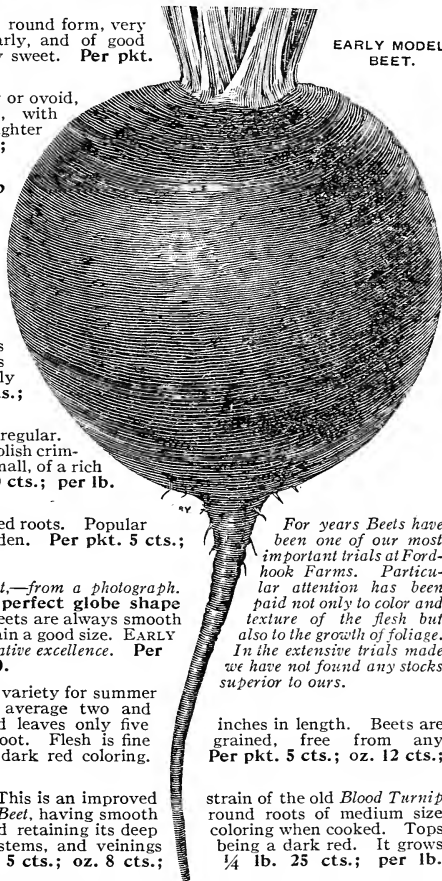 round form, very
arly, and of good
sweet. Per pkt.
EARLY MODEL
BEET.
or ovoid,
, with
ghter
;
s
s
ly
s.;
regular.
olish crim-
mall, of a rich
cts.; per lb.
ed roots. Popular
den. Per pkt. 5 cts.;
t,—from a photograph.
perfect globe shape
eets are always smooth
ain a good size. EARLY
ative excellence. Per
variety for summer
average two and
d leaves only five
oot. Flesh is fine
dark red coloring.
This is an improved
Beet, having smooth
d retaining its deep
stems, and veinings
5 cts.; oz. 8 cts.;
For years Beets have
been one of our most
important trials at Ford-
hook Farms. Particu-
lar attention has been
paid not only to color and
texture of the flesh but
also to the growth of foliage.
In the extensive trials made
we have not found any stocks
superior to ours.
inches in length. Beets are
grained, free from any
Per pkt. 5 cts.; oz. 12 cts.;
strain of the old Blood Turnip
round roots of medium size
coloring when cooked. Tops
being a dark red. It grows
¼ lb. 25 cts.; per lb.